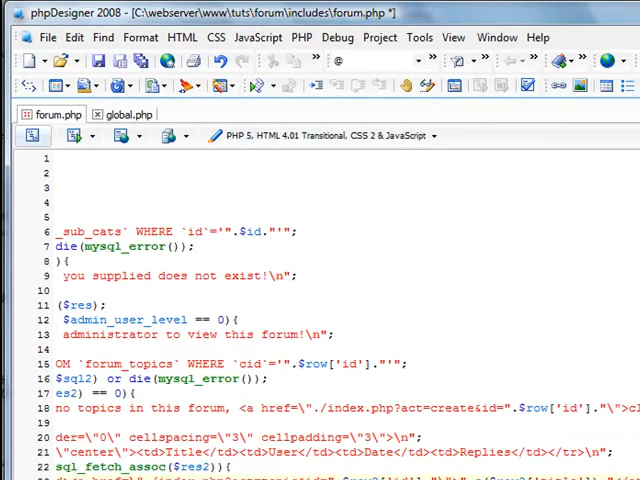 phpDesigner 2008 - [C:\webserver\www\tuts\forum\includes\forum.php *]
File Edit Find Format HTML CSS JavaScript PHP Debug Project Tools View Window Help
@
forum.php global.php
PHP 5, HTML 4.01 Transitional, CSS 2 & JavaScript
1
2
3
4
5
6 _sub_cats` WHERE `id`='".$id."'";
7 die(mysql_error());
8 ){
9 you supplied does not exist!\n";
10
11 ($res);
12 $admin_user_level == 0){
13 administrator to view this forum!\n";
14
15 OM `forum_topics` WHERE `cid`='".$row['id']."'";
16 $sql2) or die(mysql_error());
17 es2) == 0){
18 no topics in this forum, <a href=\"./index.php?act=create&id=".$row['id']."\">cl
19
20 der=\"0\" cellspacing=\"3\" cellpadding=\"3\">\n";
21 \"center\"><td>Title</td><td>User</td><td>Date</td><td>Replies</td></tr>\n";
22 sql_fetch_assoc($res2)){